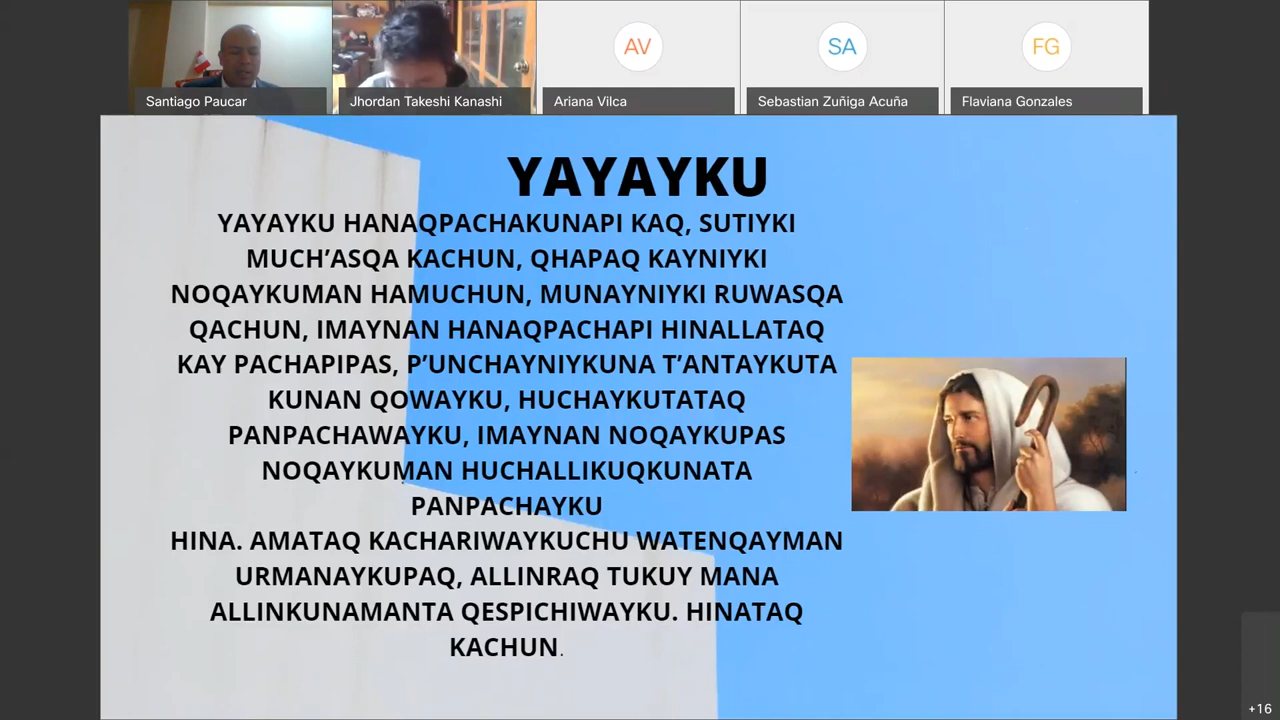 AV
SA
FG
Santiago Paucar
Jhordan Takeshi Kanashi
Ariana Vilca
Sebastian Zuñiga Acuña
Flaviana Gonzales
YAYAYKU
YAYAYKU HANAQPACHAKUNAPI KAQ, SUTIYKI
MUCH’ASQA KACHUN, QHAPAQ KAYNIYKI
NOQAYKUMAN HAMUCHUN, MUNAYNIYKI RUWASQA
QACHUN, IMAYNAN HANAQPACHAPI HINALLATAQ
KAY PACHAPIPAS, P’UNCHAYNIYKUNA T’ANTAYKUTA
KUNAN QOWAYKU, HUCHAYKUTATAQ
PANPACHAWAYKU, IMAYNAN NOQAYKUPAS
NOQAYKUMAN HUCHALLIKUQKUNATA
PANPACHAYKU
HINA. AMATAQ KACHARIWAYKUCHU WATENQAYMAN
URMANAYKUPAQ, ALLINRAQ TUKUY MANA
ALLINKUNAMANTA QESPICHIWAYKU. HINATAQ
KACHUN.
+16